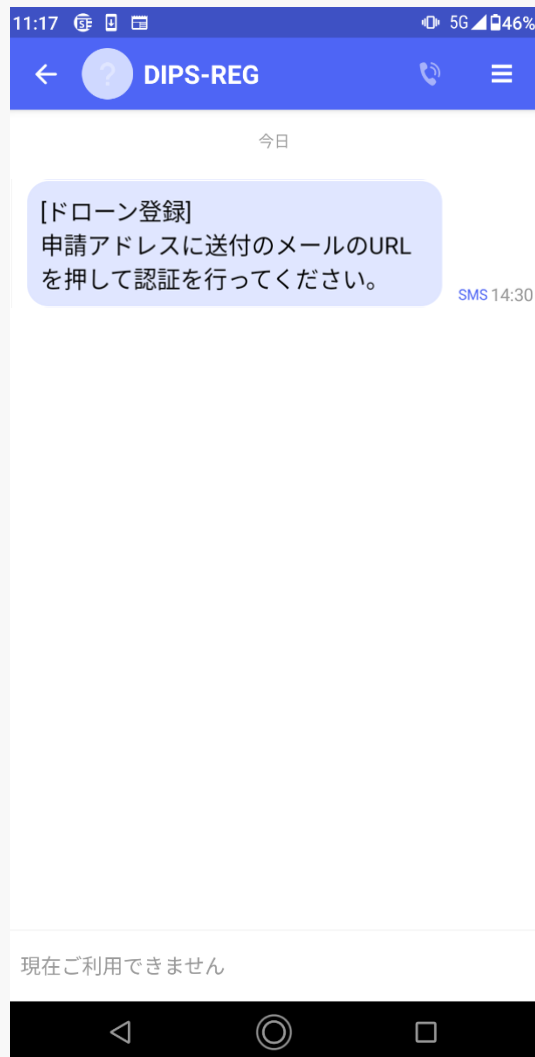 11:17 5G 46%
DIPS-REG
今日
[ドローン登録]
申請アドレスに送付のメールのURL
を押して認証を行ってください。
SMS 14:30
現在ご利用できません